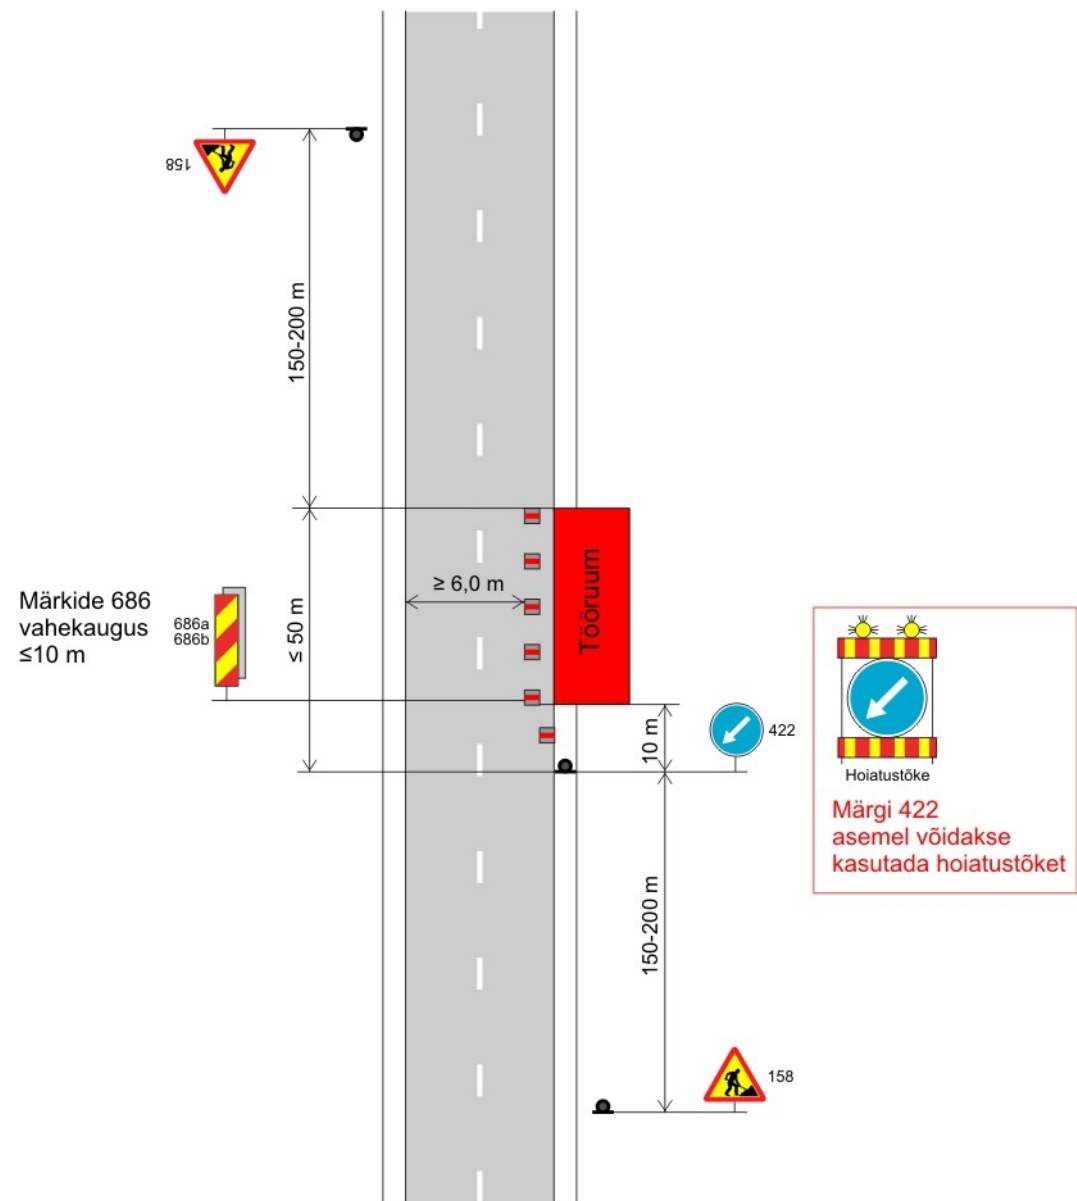 158
150-200 m
Märkide 686
vahekaugus
≤10 m
686a
686b
≤ 50 m
≥ 6,0 m
Tööruum
10 m
422
Hoiatustõke
Märgi 422
asemel võidakse
kasutada hoiatustõket
150-200 m
158